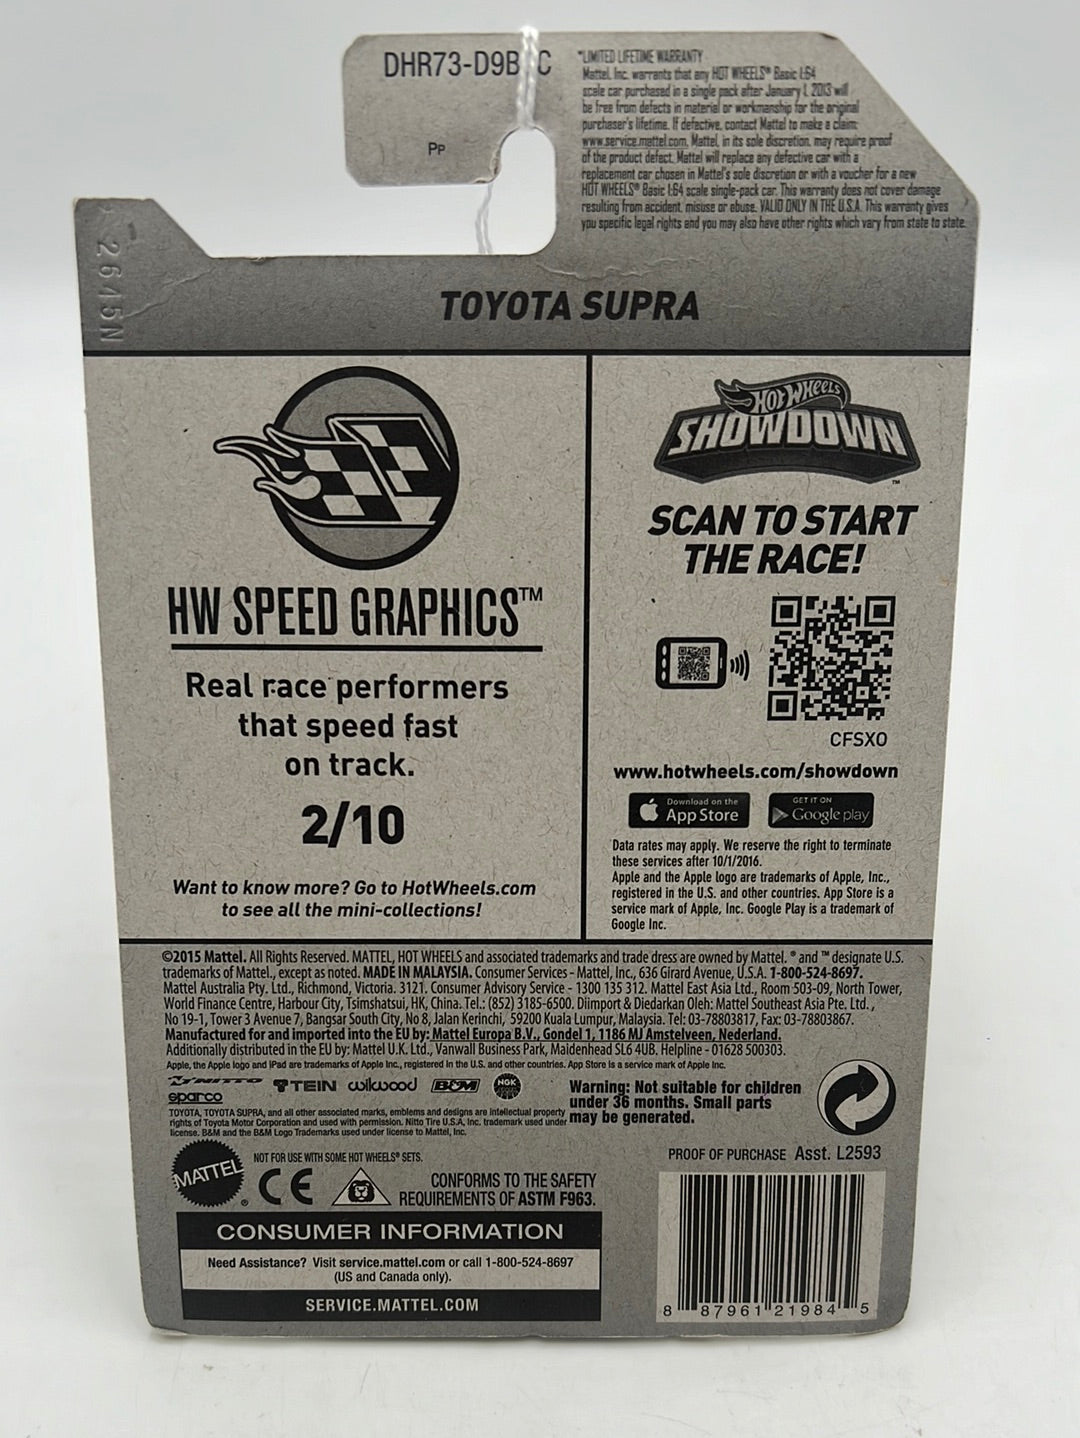 DHR73-D9B C
Pp
*LIMITED LIFETIME WARRANTY
Mattel, Inc. warrants that any HOT WHEELS® Basic 1:64
scale car purchased in a single pack after January 1, 2013 will
be free from defects in material or workmanship for the original
purchaser's lifetime. If defective, contact Mattel to make a claim:
www.service.mattel.com. Mattel, in its sole discretion, may require proof
of the product defect. Mattel will replace any defective car with a
replacement car chosen in Mattel's sole discretion or with a voucher for a new
HOT WHEELS® Basic 1:64 scale single-pack car. This warranty does not cover damage
resulting from accident, misuse or abuse. VALID ONLY IN THE U.S.A. This warranty gives
you specific legal rights and you may also have other rights which vary from state to state.
2645N
TOYOTA SUPRA
HW SPEED GRAPHICS™
Real race performers
that speed fast
on track.
2/10
Want to know more? Go to HotWheels.com
to see all the mini-collections!
HOT WHEELS
SHOWDOWN™
SCAN TO START
THE RACE!
CFSXO
www.hotwheels.com/showdown
Download on the
App Store
GET IT ON
Google play
Data rates may apply. We reserve the right to terminate
these services after 10/1/2016.
Apple and the Apple logo are trademarks of Apple, Inc.,
registered in the U.S. and other countries. App Store is a
service mark of Apple, Inc. Google Play is a trademark of
Google Inc.
©2015 Mattel. All Rights Reserved. MATTEL, HOT WHEELS and associated trademarks and trade dress are owned by Mattel. ® and ™ designate U.S.
trademarks of Mattel., except as noted. MADE IN MALAYSIA. Consumer Services - Mattel, Inc., 636 Girard Avenue, U.S.A. 1-800-524-8697.
Mattel Australia Pty. Ltd., Richmond, Victoria. 3121. Consumer Advisory Service - 1300 135 312. Mattel East Asia Ltd., Room 503-09, North Tower,
World Finance Centre, Harbour City, Tsimshatsui, HK, China. Tel.: (852) 3185-6500. Diimport & Diedarkan Oleh: Mattel Southeast Asia Pte. Ltd.,
No 19-1, Tower 3 Avenue 7, Bangsar South City, No 8, Jalan Kerinchi, 59200 Kuala Lumpur, Malaysia. Tel: 03-78803817, Fax: 03-78803867.
Manufactured for and imported into the EU by: Mattel Europa B.V., Gondel 1, 1186 MJ Amstelveen, Nederland.
Additionally distributed in the EU by: Mattel U.K. Ltd., Vanwall Business Park, Maidenhead SL6 4UB. Helpline - 01628 500303.
Apple, the Apple logo and iPad are trademarks of Apple Inc., registered in the U.S. and other countries. App Store is a service mark of Apple Inc.
NITTO TEIN wilwood B&M NGK
sparco
TOYOTA, TOYOTA SUPRA, and all other associated marks, emblems and designs are intellectual property
rights of Toyota Motor Corporation and used with permission. Nitto Tire U.S.A, Inc. trademark used under
license. B&M and the B&M Logo Trademarks used under license to Mattel, Inc.
Warning: Not suitable for children
under 36 months. Small parts
may be generated.
MATTEL®
NOT FOR USE WITH SOME HOT WHEELS® SETS.
CE
CONFORMS TO THE SAFETY
REQUIREMENTS OF ASTM F963.
PROOF OF PURCHASE Asst. L2593
CONSUMER INFORMATION
Need Assistance? Visit service.mattel.com or call 1-800-524-8697
(US and Canada only).
SERVICE.MATTEL.COM
8 87961 21984 5